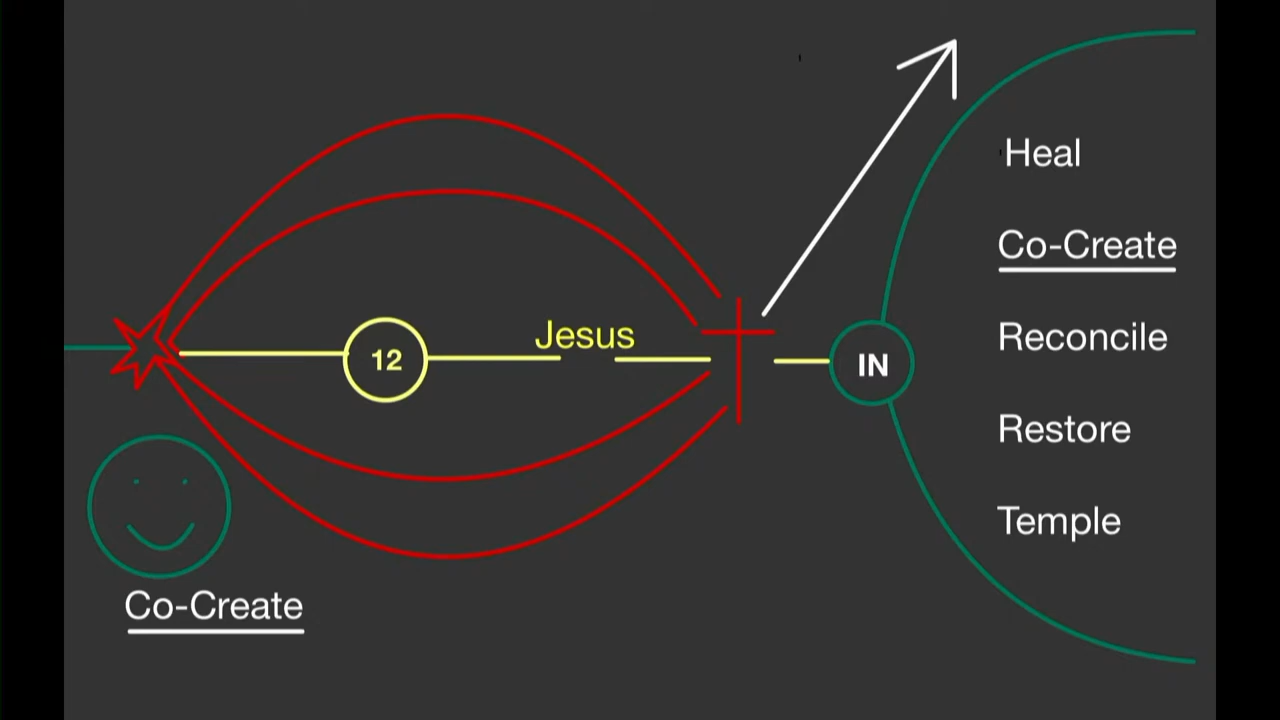 Heal
Co-Create
Jesus
Reconcile
12
IN
Restore
Temple
Co-Create